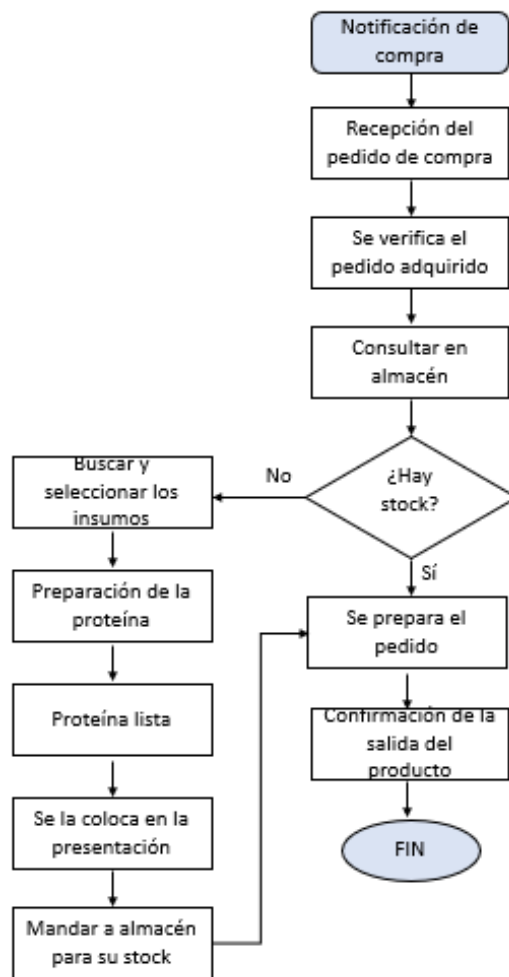 Notificación de
compra
Recepción del
pedido de compra
Se verifica el
pedido adquirido
Consultar en
almacén
¿Hay
stock?
No
Sí
Buscar y
seleccionar los
insumos
Preparación de la
proteína
Proteína lista
Se la coloca en la
presentación
Mandar a almacén
para su stock
Se prepara el
pedido
Confirmación de la
salida del
producto
FIN